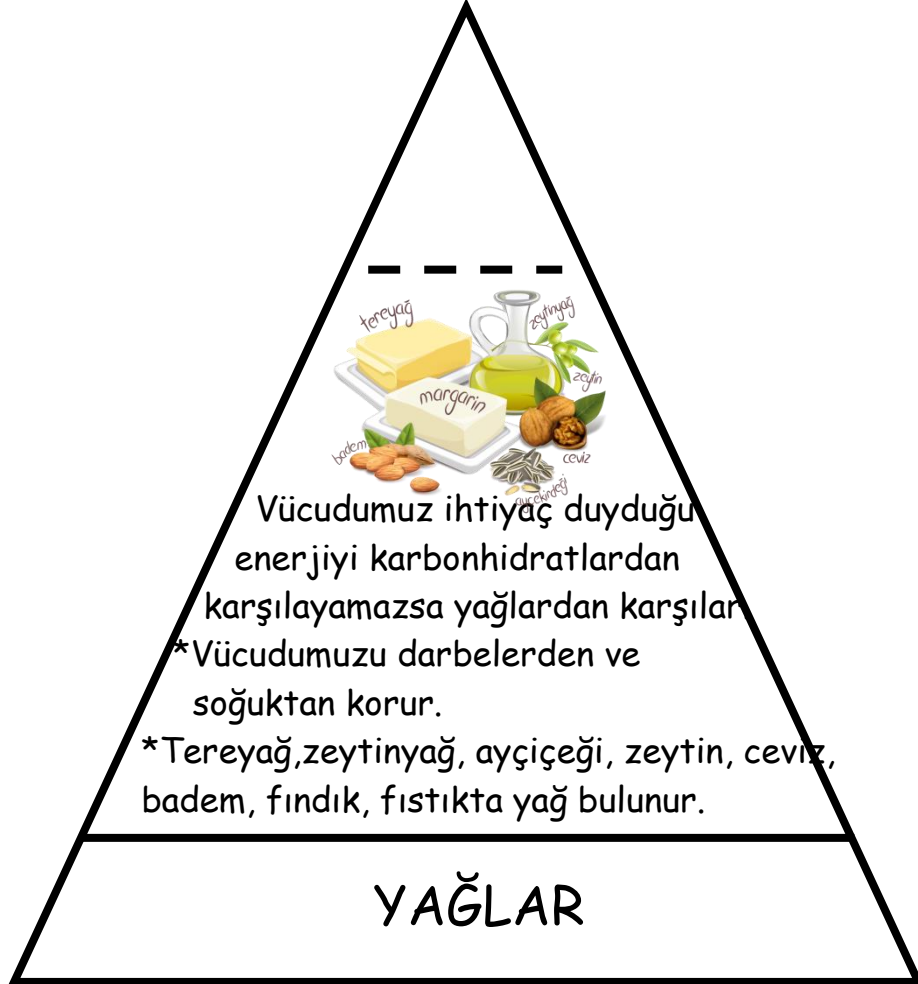 tereyağ
zeytinyağ
zeytin
margarin
badem
ceviz
ayçekirdeği
Vücudumuz ihtiyaç duyduğu
enerjiyi karbonhidratlardan
karşılayamazsa yağlardan karşılar
*Vücudumuzu darbelerden ve
soğuktan korur.
*Tereyağ,zeytinyağ, ayçiçeği, zeytin, ceviz,
badem, fındık, fıstıkta yağ bulunur.
YAĞLAR